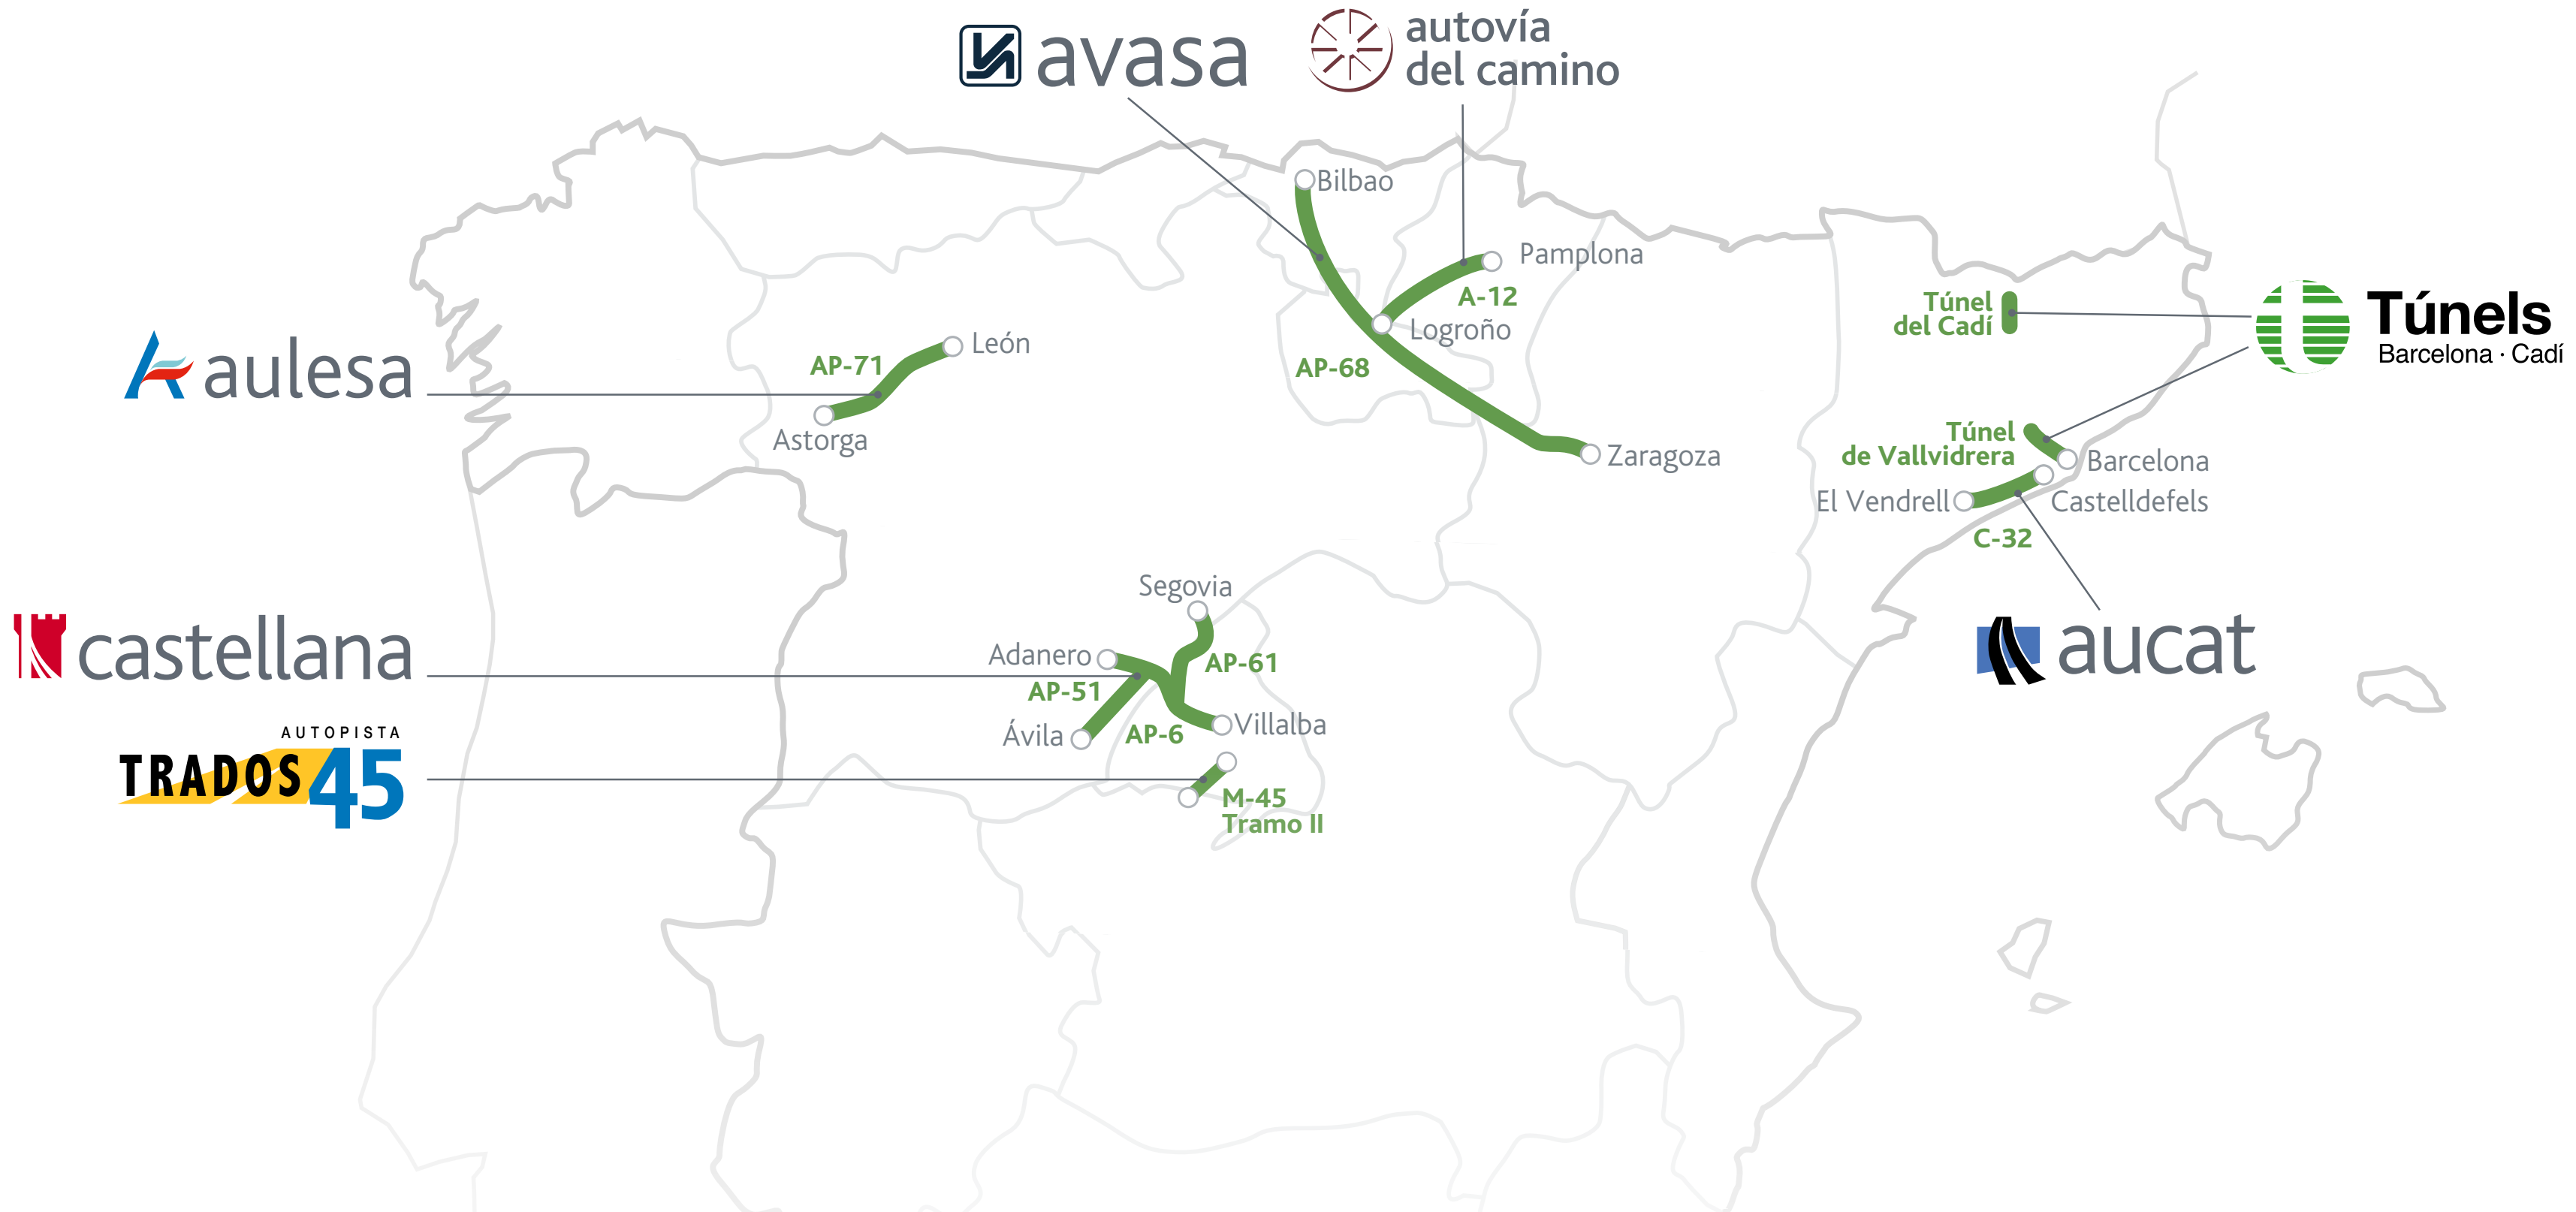 avasa
autovía
del camino
Bilbao
Pamplona
A-12
Logroño
AP-68
Zaragoza
Túnel
del Cadí
Túnels
Barcelona · Cadí
aulesa
AP-71
León
Astorga
Túnel
de Vallvidrera
Barcelona
El Vendrell
Castelldefels
C-32
aucat
castellana
Segovia
Adanero
AP-61
AP-51
Ávila
AP-6
Villalba
AUTOPISTA
TRADOS 45
M-45
Tramo II